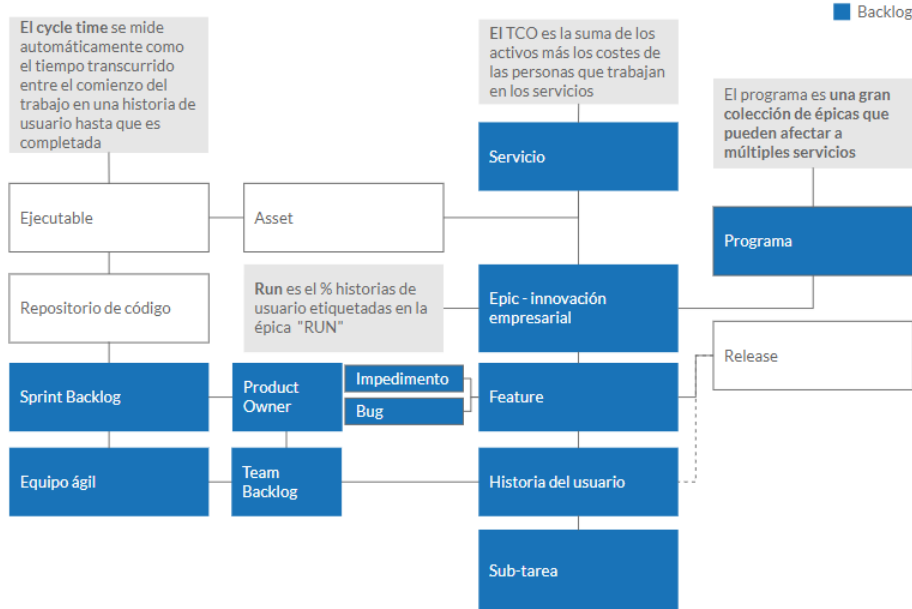 Backlog
El cycle time se mide
automáticamente como
el tiempo transcurrido
entre el comienzo del
trabajo en una historia de
usuario hasta que es
completada
El TCO es la suma de los
activos más los costes de
las personas que trabajan
en los servicios
El programa es una gran
colección de épicas que
pueden afectar a
múltiples servicios
Servicio
Ejecutable
Asset
Programa
Repositorio de código
Run es el % historias de
usuario etiquetadas en la
épica "RUN"
Epic - innovación
empresarial
Release
Sprint Backlog
Product
Owner
Impedimento
Bug
Feature
Equipo ágil
Team
Backlog
Historia del usuario
Sub-tarea